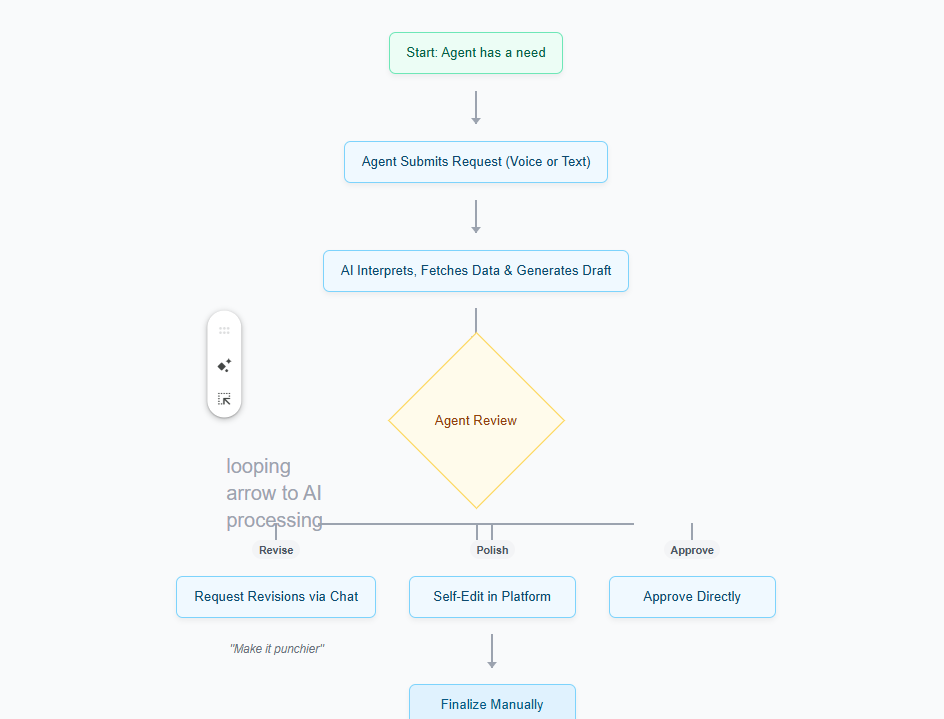 Start: Agent has a need
Agent Submits Request (Voice or Text)
AI Interprets, Fetches Data & Generates Draft
Agent Review
looping
arrow to AI
processing
Revise
Polish
Approve
Request Revisions via Chat
Self-Edit in Platform
Approve Directly
"Make it punchier"
Finalize Manually